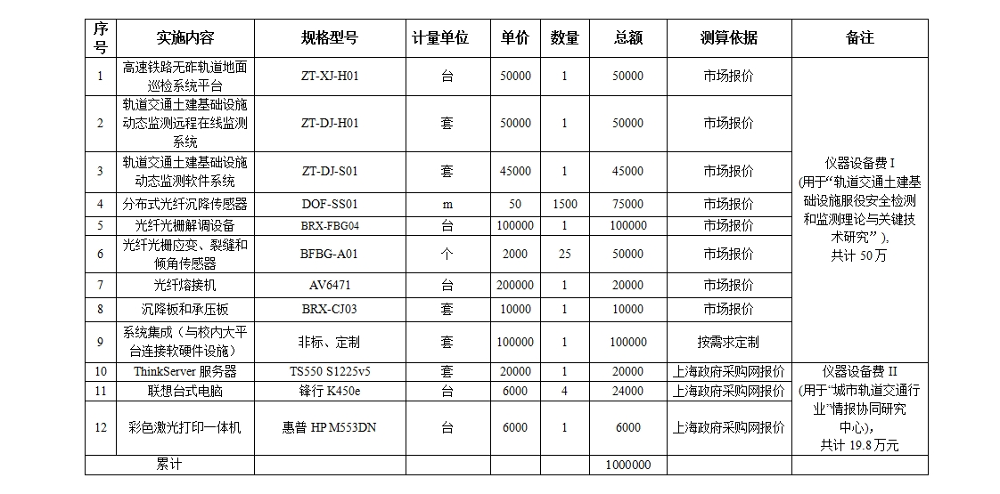 序号 实施内容 规格型号 计量单位 单价 数量 总额 测算依据 备注
1 高速铁路无砟轨道地面巡检系统平台 ZT-XJ-H01 台 50000 1 50000 市场报价
2 轨道交通土建基础设施动态监测远程在线监测系统 ZT-DJ-H01 套 50000 1 50000 市场报价
3 轨道交通土建基础设施动态监测软件系统 ZT-DJ-S01 套 45000 1 45000 市场报价
4 分布式光纤沉降传感器 DOF-SS01 m 50 1500 75000 市场报价
5 光纤光栅解调设备 BRX-FBG04 台 100000 1 100000 市场报价
6 光纤光栅应变、裂缝和倾角传感器 BFBG-A01 个 2000 25 50000 市场报价
7 光纤熔接机 AV6471 台 200000 1 20000 市场报价
8 沉降板和承压板 BRX-CJ03 套 10000 1 10000 市场报价
9 系统集成（与校内大平台连接软硬件设施） 非标、定制 套 100000 1 100000 按需求定制
仪器设备费 I
(用于“轨道交通土建基
础设施服役安全检测
和监测理论与关键技
术研究”),
共计 50 万
10 ThinkServer 服务器 TS550 S1225v5 套 20000 1 20000 上海政府采购网报价
11 联想台式电脑 锋行 K450e 台 6000 4 24000 上海政府采购网报价
12 彩色激光打印一体机 惠普 HP M553DN 台 6000 1 6000 上海政府采购网报价
仪器设备费 II
(用于“城市轨道交通行
业”情报协同研究
中心),
共计 19.8 万元
累计 1000000